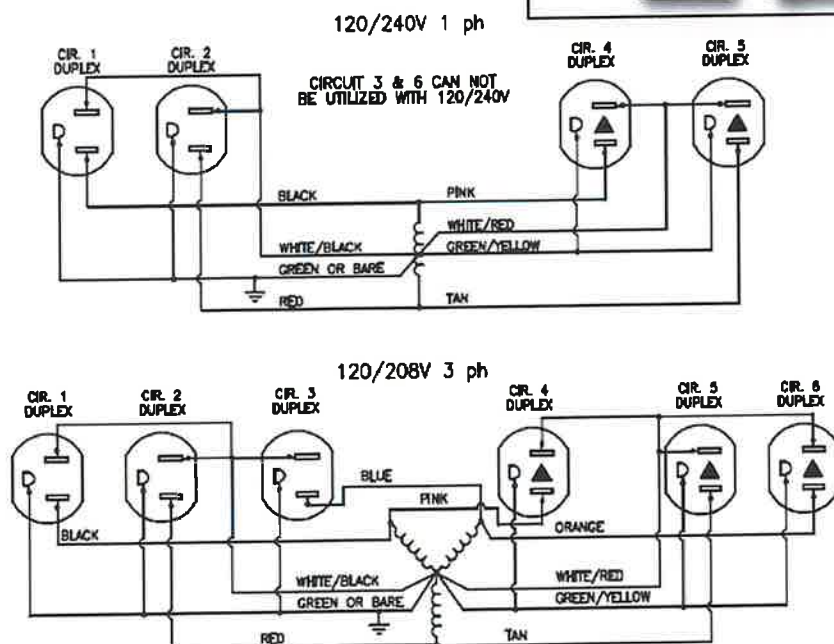 120/240V 1 ph
CIR. 1
DUPLEX
CIR. 2
DUPLEX
CIRCUIT 3 & 6 CAN NOT
BE UTILIZED WITH 120/240V
CIR. 4
DUPLEX
CIR. 5
DUPLEX
BLACK
PINK
WHITE/RED
WHITE/BLACK
GREEN/YELLOW
GREEN OR BARE
RED
TAN
120/208V 3 ph
CIR. 1
DUPLEX
CIR. 2
DUPLEX
CIR. 3
DUPLEX
CIR. 4
DUPLEX
CIR. 5
DUPLEX
CIR. 6
DUPLEX
BLUE
PINK
BLACK
ORANGE
WHITE/BLACK
WHITE/RED
GREEN OR BARE
GREEN/YELLOW
RED
TAN